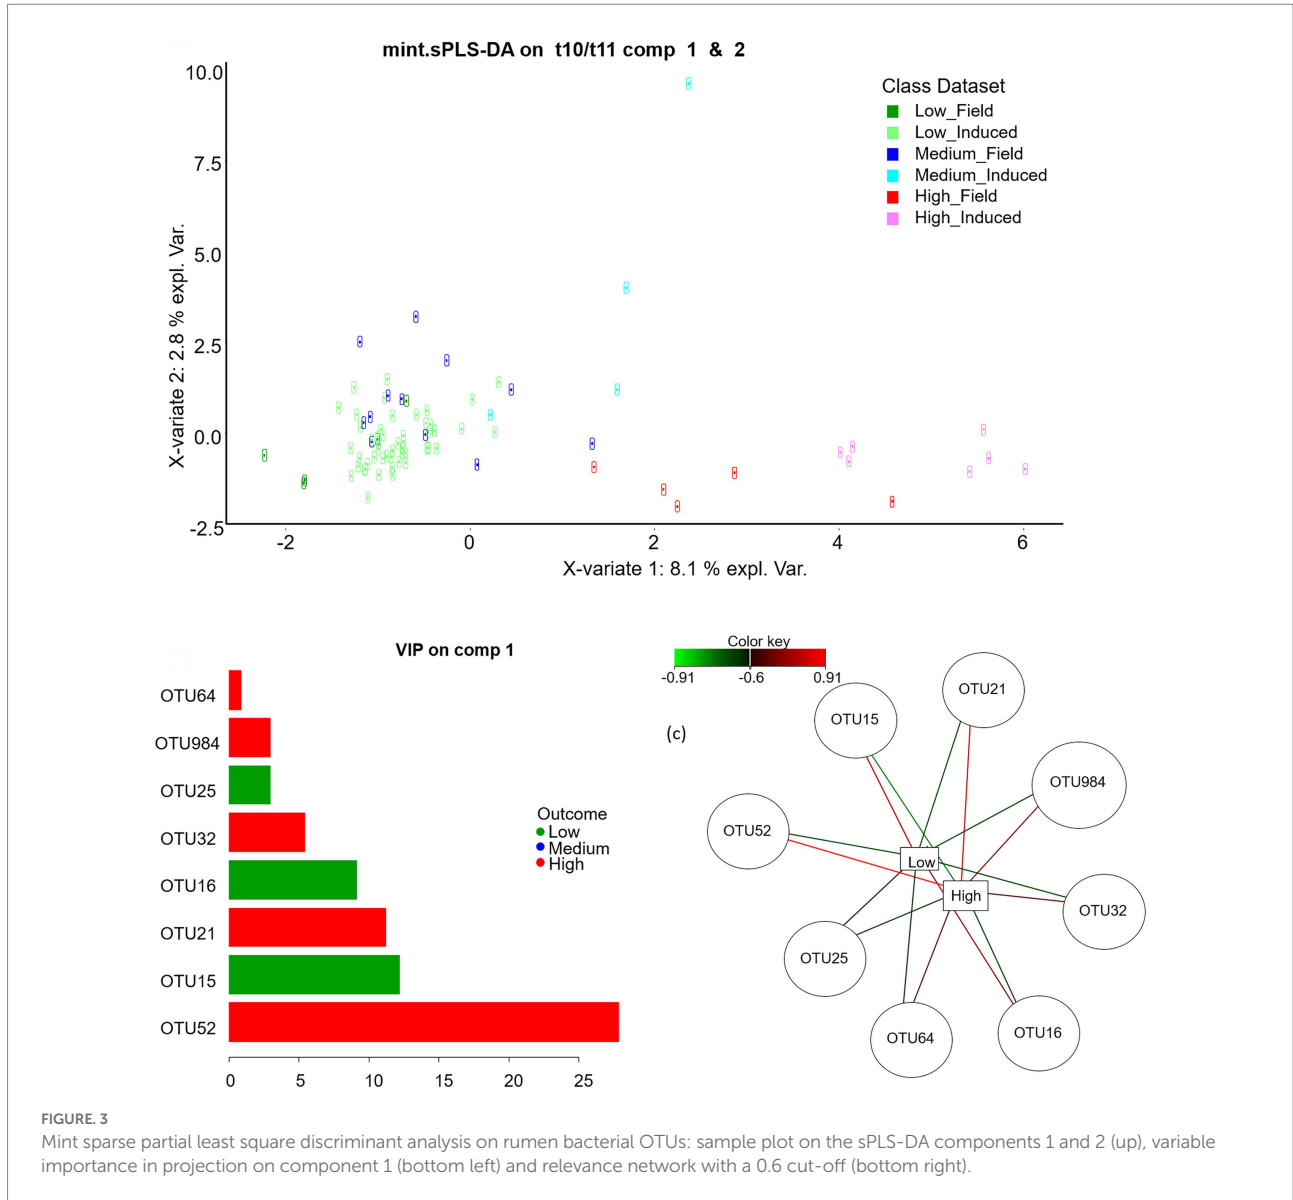 mint.sPLS-DA on t10/t11 comp 1 & 2
10.0
7.5
5.0
2.5
0.0
-2.5
X-variate 2: 2.8 % expl. Var.
-2
0
2
4
6
X-variate 1: 8.1 % expl. Var.
Class Dataset
Low_Field
Low_Induced
Medium_Field
Medium_Induced
High_Field
High_Induced
VIP on comp 1
OTU64
OTU984
OTU25
OTU32
OTU16
OTU21
OTU15
OTU52
0
5
10
15
20
25
Outcome
Low
Medium
High
Color key
-0.91
-0.6
0.91
(c)
OTU21
OTU15
OTU984
OTU52
Low
High
OTU32
OTU25
OTU64
OTU16
FIGURE. 3
Mint sparse partial least square discriminant analysis on rumen bacterial OTUs: sample plot on the sPLS-DA components 1 and 2 (up), variable
importance in projection on component 1 (bottom left) and relevance network with a 0.6 cut-off (bottom right).